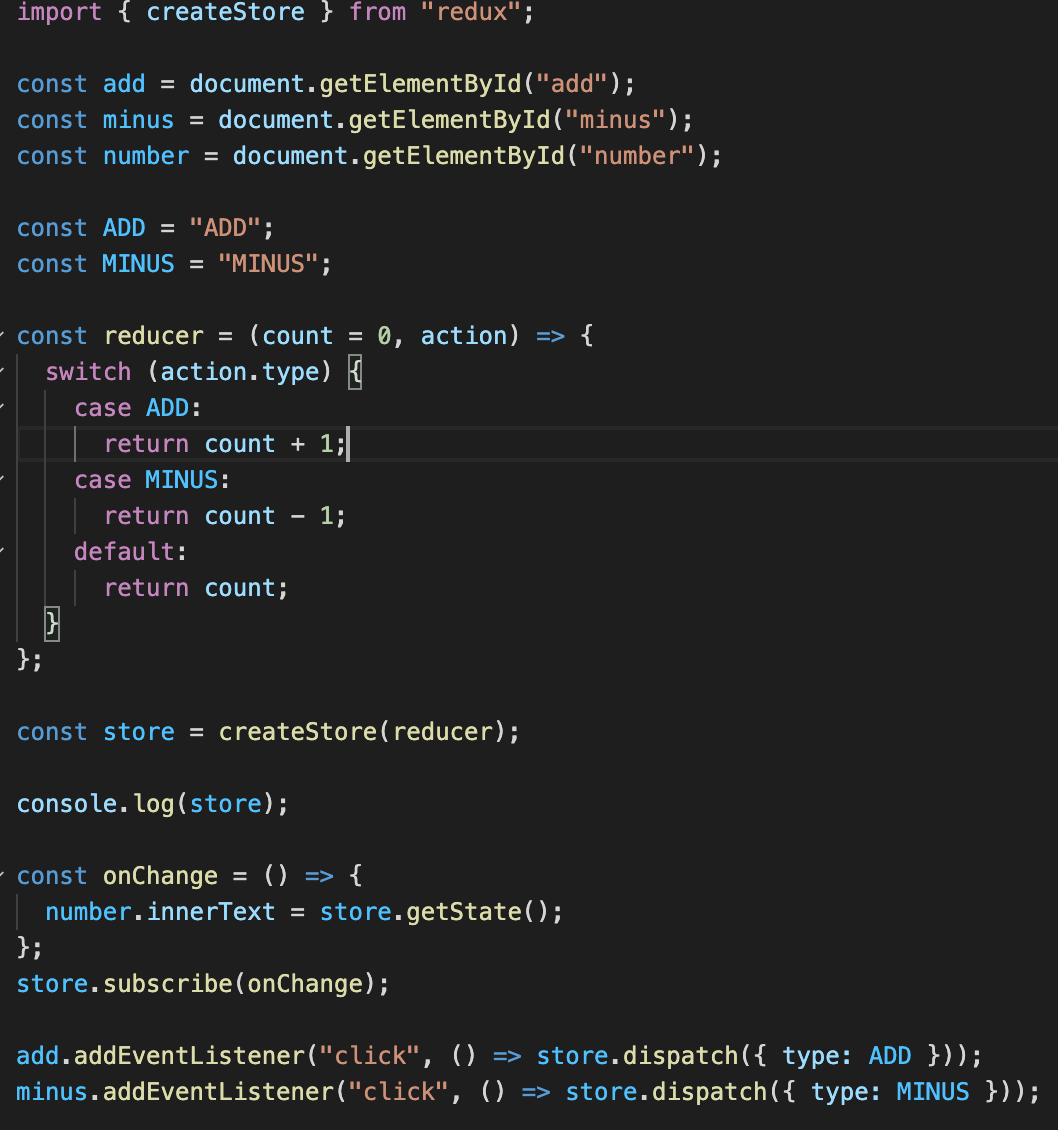 import { createStore } from "redux";
const add = document.getElementById("add");
const minus = document.getElementById("minus");
const number = document.getElementById("number");
const ADD = "ADD";
const MINUS = "MINUS";
const reducer = (count = 0, action) => {
switch (action.type) {
case ADD:
return count + 1;
case MINUS:
return count - 1;
default:
return count;
}
};
const store = createStore(reducer);
console.log(store);
const onChange = () => {
number.innerText = store.getState();
};
store.subscribe(onChange);
add.addEventListener("click", () => store.dispatch({ type: ADD }));
minus.addEventListener("click", () => store.dispatch({ type: MINUS }));